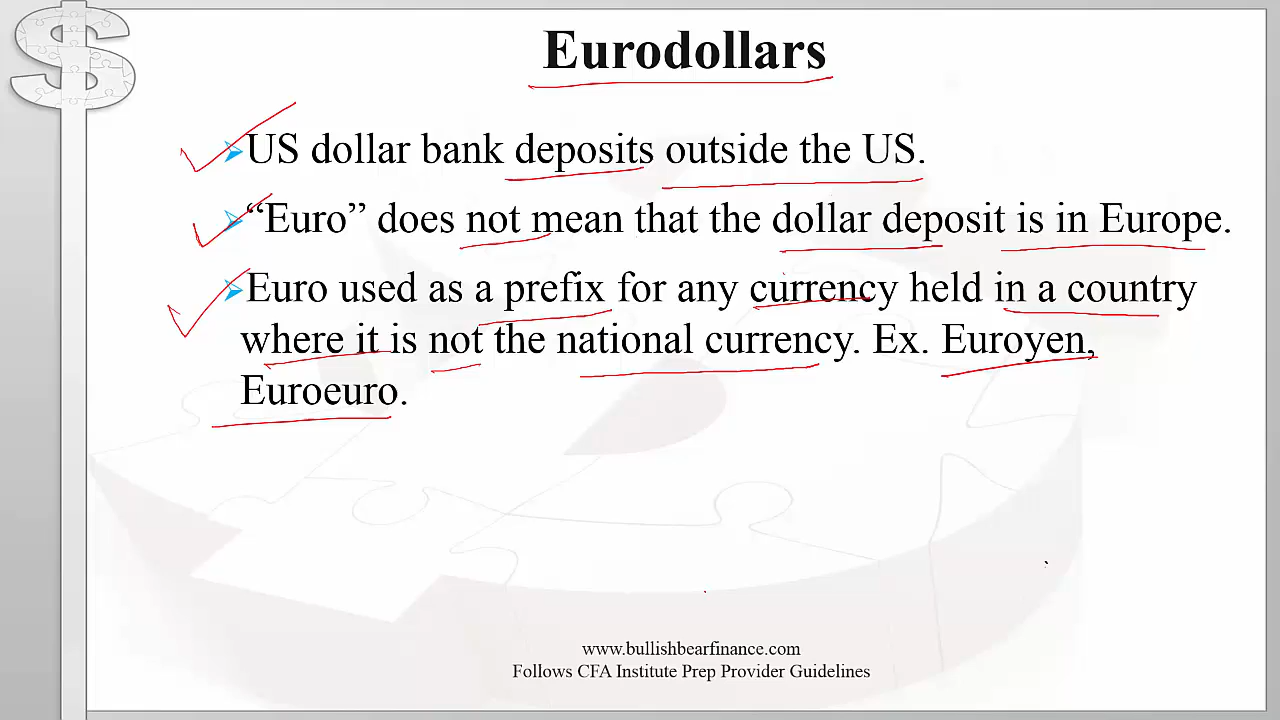 Eurodollars
US dollar bank deposits outside the US.
“Euro” does not mean that the dollar deposit is in Europe.
Euro used as a prefix for any currency held in a country
where it is not the national currency. Ex. Euroyen,
Euroeuro.
www.bullishbearfinance.com
Follows CFA Institute Prep Provider Guidelines